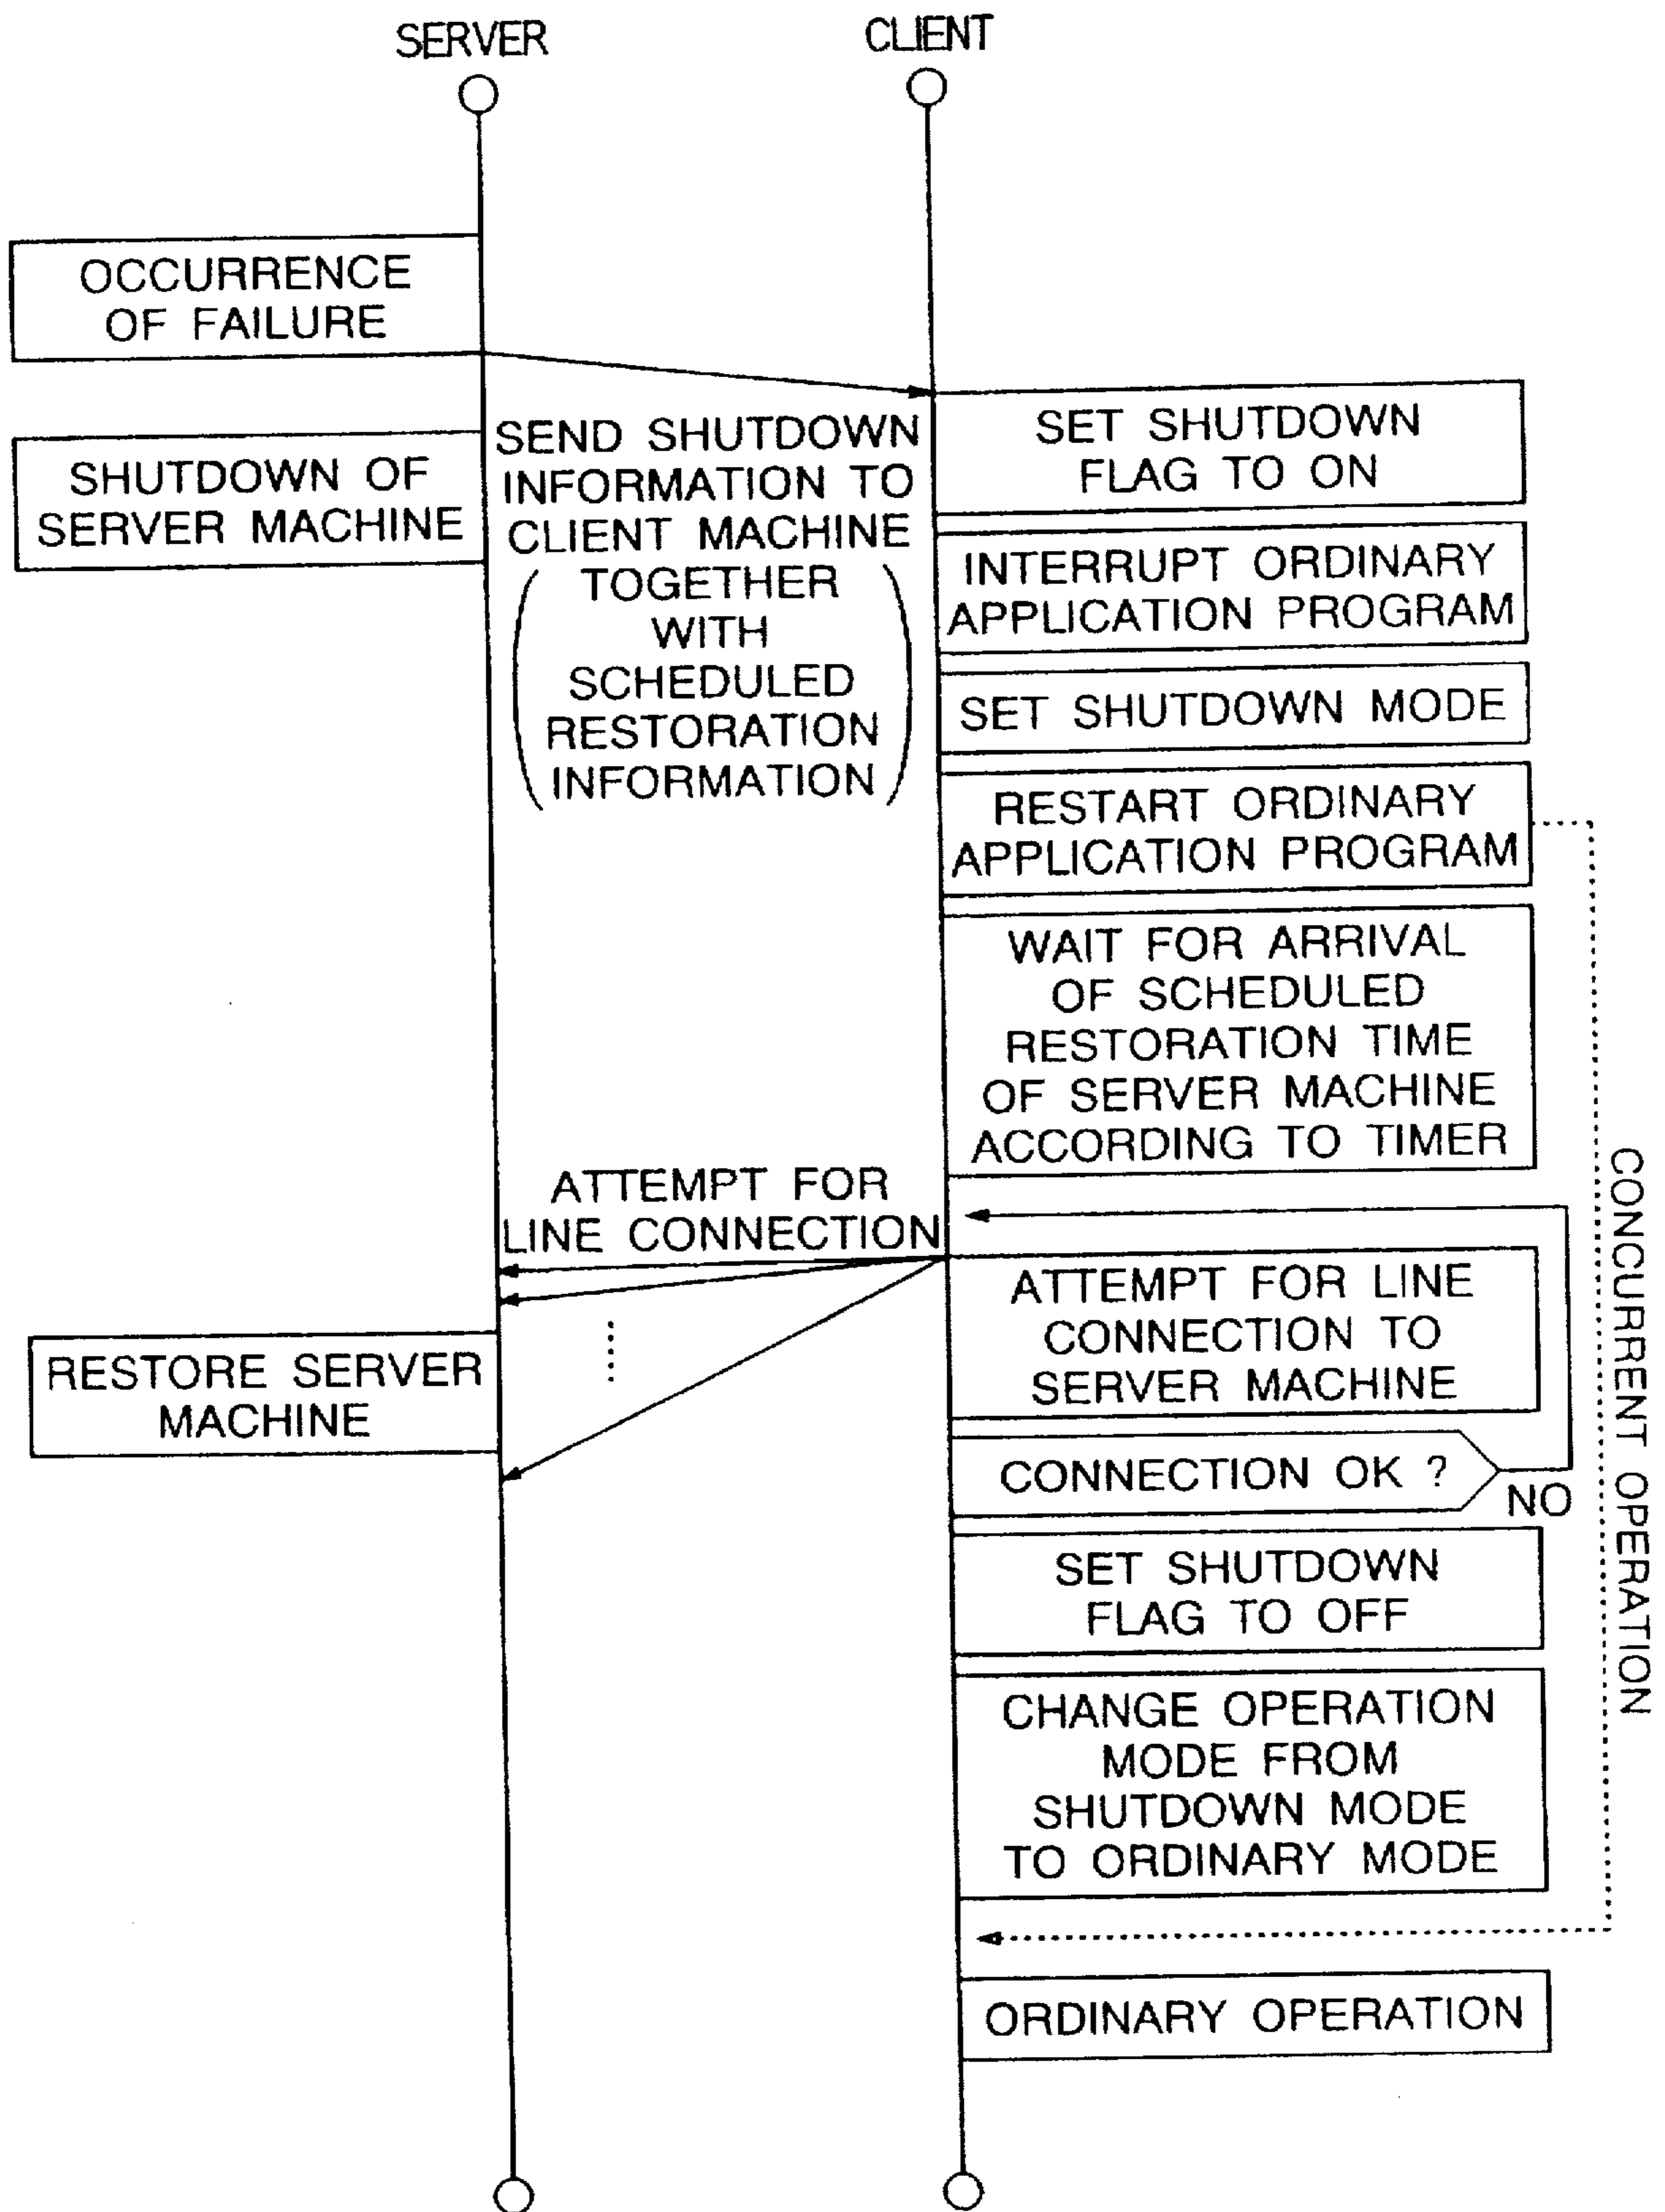 SERVER
CLIENT
OCCURRENCE
OF FAILURE
SHUTDOWN OF
SERVER MACHINE
SEND SHUTDOWN
INFORMATION TO
CLIENT MACHINE
( TOGETHER
WITH
SCHEDULED
RESTORATION
INFORMATION )
SET SHUTDOWN
FLAG TO ON
INTERRUPT ORDINARY
APPLICATION PROGRAM
SET SHUTDOWN MODE
RESTART ORDINARY
APPLICATION PROGRAM
WAIT FOR ARRIVAL
OF SCHEDULED
RESTORATION TIME
OF SERVER MACHINE
ACCORDING TO TIMER
ATTEMPT FOR
LINE CONNECTION
ATTEMPT FOR LINE
CONNECTION TO
SERVER MACHINE
RESTORE SERVER
MACHINE
CONNECTION OK ?
NO
SET SHUTDOWN
FLAG TO OFF
CHANGE OPERATION
MODE FROM
SHUTDOWN MODE
TO ORDINARY MODE
CONCURRENT OPERATION
ORDINARY OPERATION